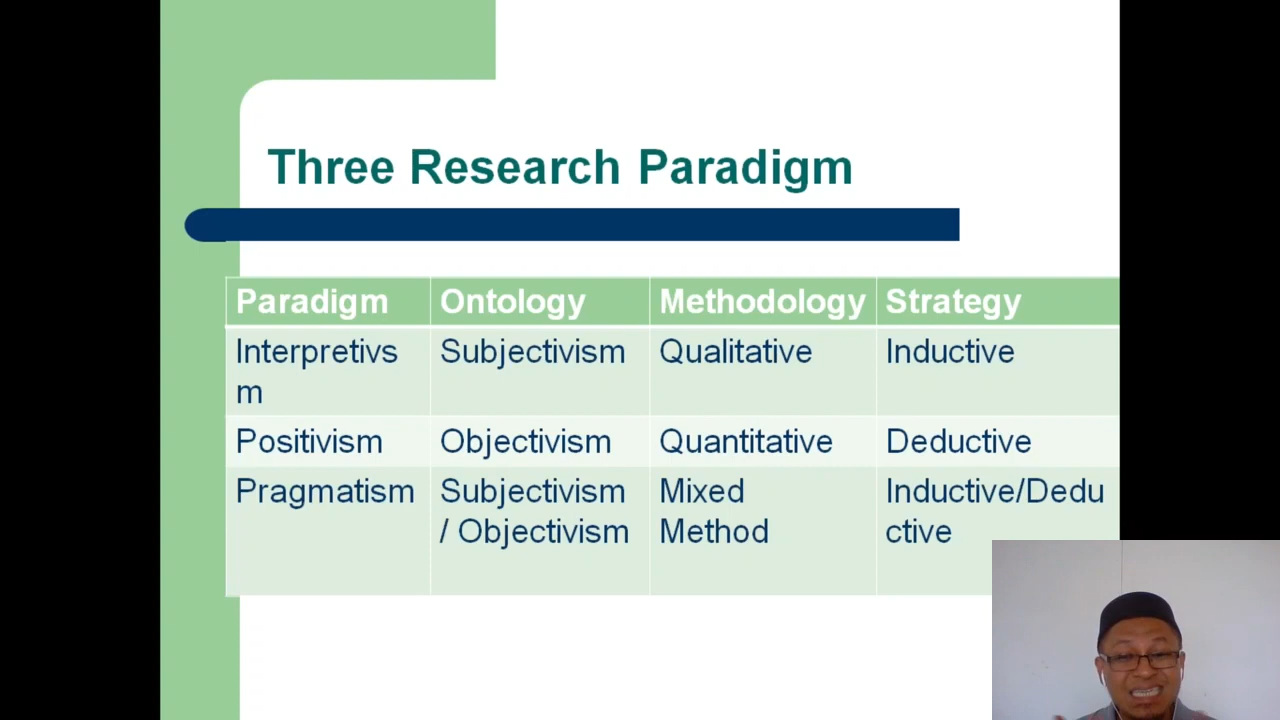 Three Research Paradigm
Paradigm Ontology Methodology Strategy
Interpretivs Subjectivism Qualitative Inductive
m
Positivism Objectivism Quantitative Deductive
Pragmatism Subjectivism Mixed Inductive/Dedu
/ Objectivism Method ctive